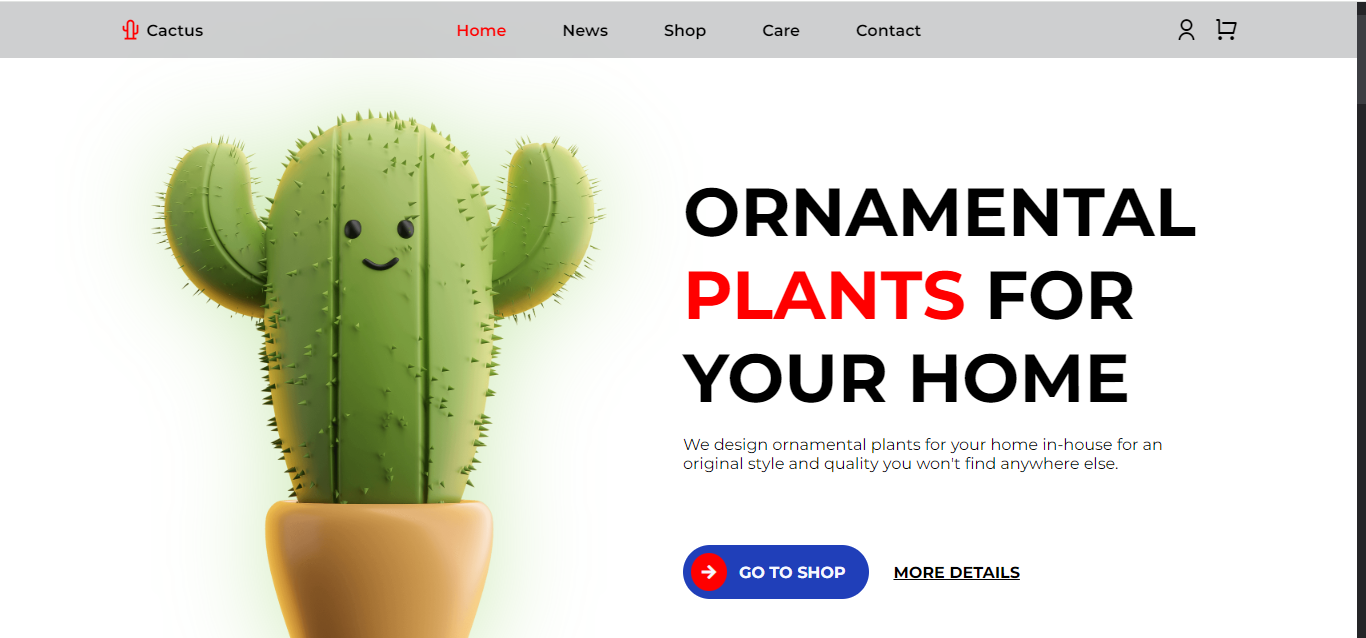 Cactus
Home
News
Shop
Care
Contact
ORNAMENTAL
PLANTS FOR
YOUR HOME
We design ornamental plants for your home in-house for an
original style and quality you won't find anywhere else.
GO TO SHOP
MORE DETAILS